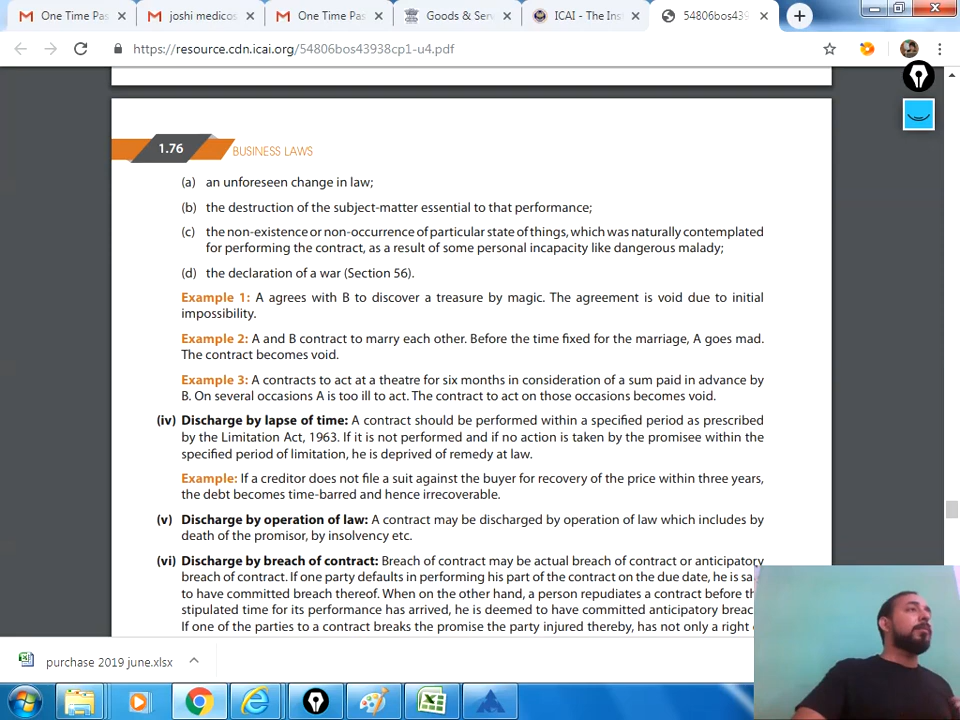 One Time Pas
joshi medicos
One Time Pas
Goods & Serv
ICAI - The Ins
54806bos439
https://resource.cdn.icai.org/54806bos43938cp1-u4.pdf
1.76
BUSINESS LAWS
(a) an unforeseen change in law;
(b) the destruction of the subject-matter essential to that performance;
(c) the non-existence or non-occurrence of particular state of things, which was naturally contemplated
for performing the contract, as a result of some personal incapacity like dangerous malady;
(d) the declaration of a war (Section 56).
Example 1: A agrees with B to discover a treasure by magic. The agreement is void due to initial
impossibility.
Example 2: A and B contract to marry each other. Before the time fixed for the marriage, A goes mad.
The contract becomes void.
Example 3: A contracts to act at a theatre for six months in consideration of a sum paid in advance by
B. On several occasions A is too ill to act. The contract to act on those occasions becomes void.
(iv) Discharge by lapse of time: A contract should be performed within a specified period as prescribed
by the Limitation Act, 1963. If it is not performed and if no action is taken by the promisee within the
specified period of limitation, he is deprived of remedy at law.
Example: If a creditor does not file a suit against the buyer for recovery of the price within three years,
the debt becomes time-barred and hence irrecoverable.
(v) Discharge by operation of law: A contract may be discharged by operation of law which includes by
death of the promisor, by insolvency etc.
(vi) Discharge by breach of contract: Breach of contract may be actual breach of contract or anticipatory
breach of contract. If one party defaults in performing his part of the contract on the due date, he is sa
to have committed breach thereof. When on the other hand, a person repudiates a contract before th
stipulated time for its performance has arrived, he is deemed to have committed anticipatory breac
If one of the parties to a contract breaks the promise the party injured thereby, has not only a right
purchase 2019 june.xlsx